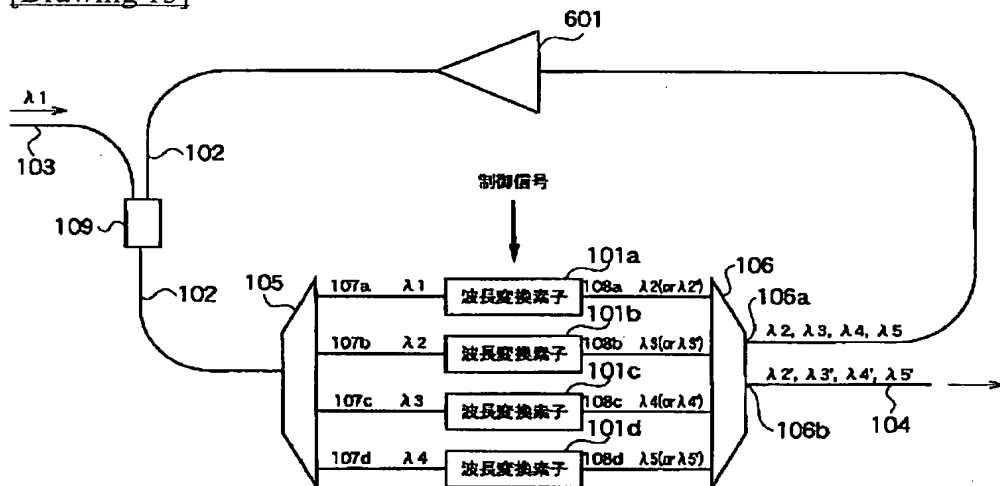 [Drawing 15]
601
λ1
103
102
制御信号
109
102
105
107a λ1
波長変換素子
101a
108a λ2(or λ2')
106
106a
107b λ2
波長変換素子
101b
108b λ3(or λ3')
λ2, λ3, λ4, λ5
107c λ3
波長変換素子
101c
108c λ4(or λ4')
λ2', λ3', λ4', λ5'
104
106b
107d λ4
波長変換素子
101d
108d λ5(or λ5')